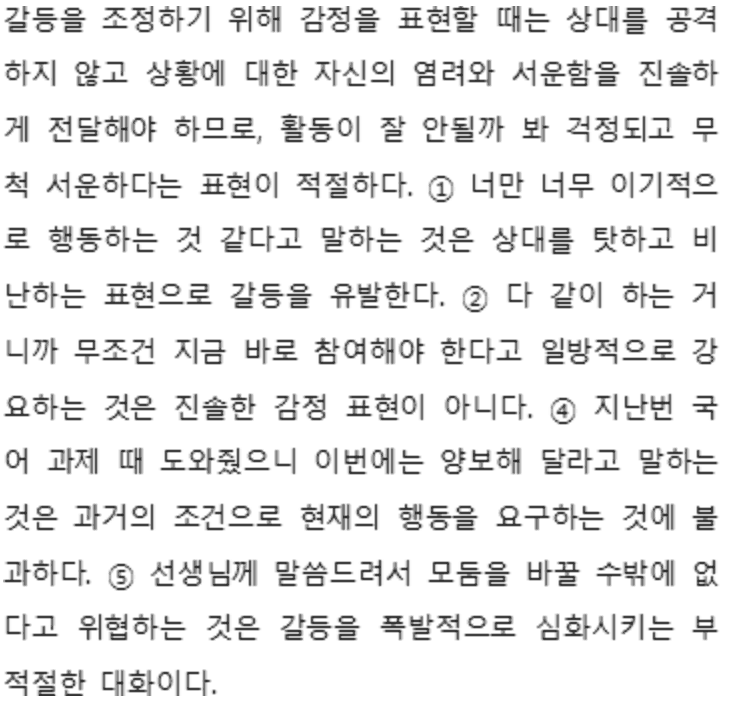 갈등을 조정하기 위해 감정을 표현할 때는 상대를 공격
하지 않고 상황에 대한 자신의 염려와 서운함을 진솔하
게 전달해야 하므로, 활동이 잘 안될까 봐 걱정되고 무
척 서운하다는 표현이 적절하다. ① 너만 너무 이기적으
로 행동하는 것 같다고 말하는 것은 상대를 탓하고 비
난하는 표현으로 갈등을 유발한다. ② 다 같이 하는 거
니까 무조건 지금 바로 참여해야 한다고 일방적으로 강
요하는 것은 진솔한 감정 표현이 아니다. ④ 지난번 국
어 과제 때 도와줬으니 이번에는 양보해 달라고 말하는
것은 과거의 조건으로 현재의 행동을 요구하는 것에 불
과하다. ⑤ 선생님께 말씀드려서 모둠을 바꿀 수밖에 없
다고 위협하는 것은 갈등을 폭발적으로 심화시키는 부
적절한 대화이다.